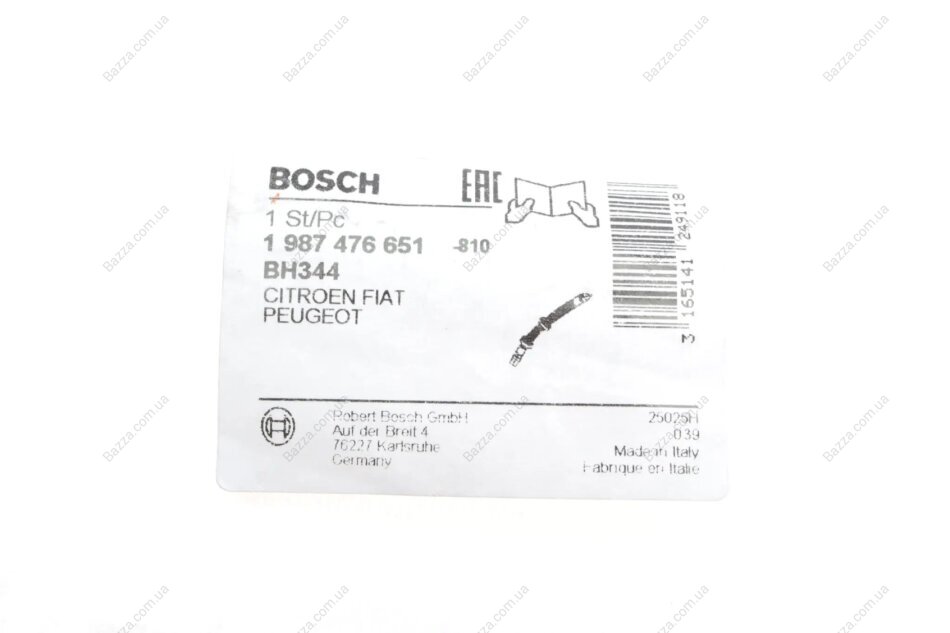 BOSCH
EAC
1 St/Pc
1 987 476 651 -810
BH344
CITROEN FIAT
PEUGEOT
3 165141 249118
Robert Bosch GmbH
Auf der Breit 4
76227 Karlsruhe
Germany
25025H
039
Made in Italy
Fabrique en Italie
Bazza.com.ua